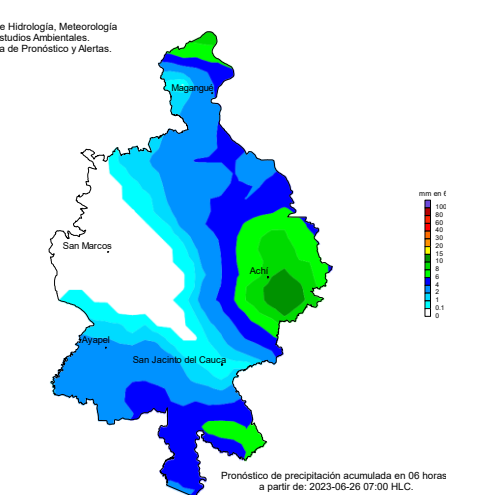 e Hidrología, Meteorología
studios Ambientales.
a de Pronóstico y Alertas.
Magangué
San Marcos
Achí
Ayapel
San Jacinto del Cauca
mm en 6
100
80
60
40
30
20
15
10
8
6
4
2
1
0.1
0
Pronóstico de precipitación acumulada en 06 horas
a partir de: 2023-06-26 07:00 HLC.